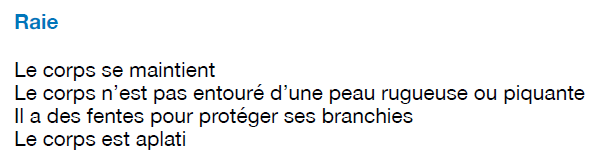 Raie
Le corps se maintient
Le corps n'est pas entouré d'une peau rugueuse ou piquante
Il a des fentes pour protéger ses branchies
Le corps est aplati